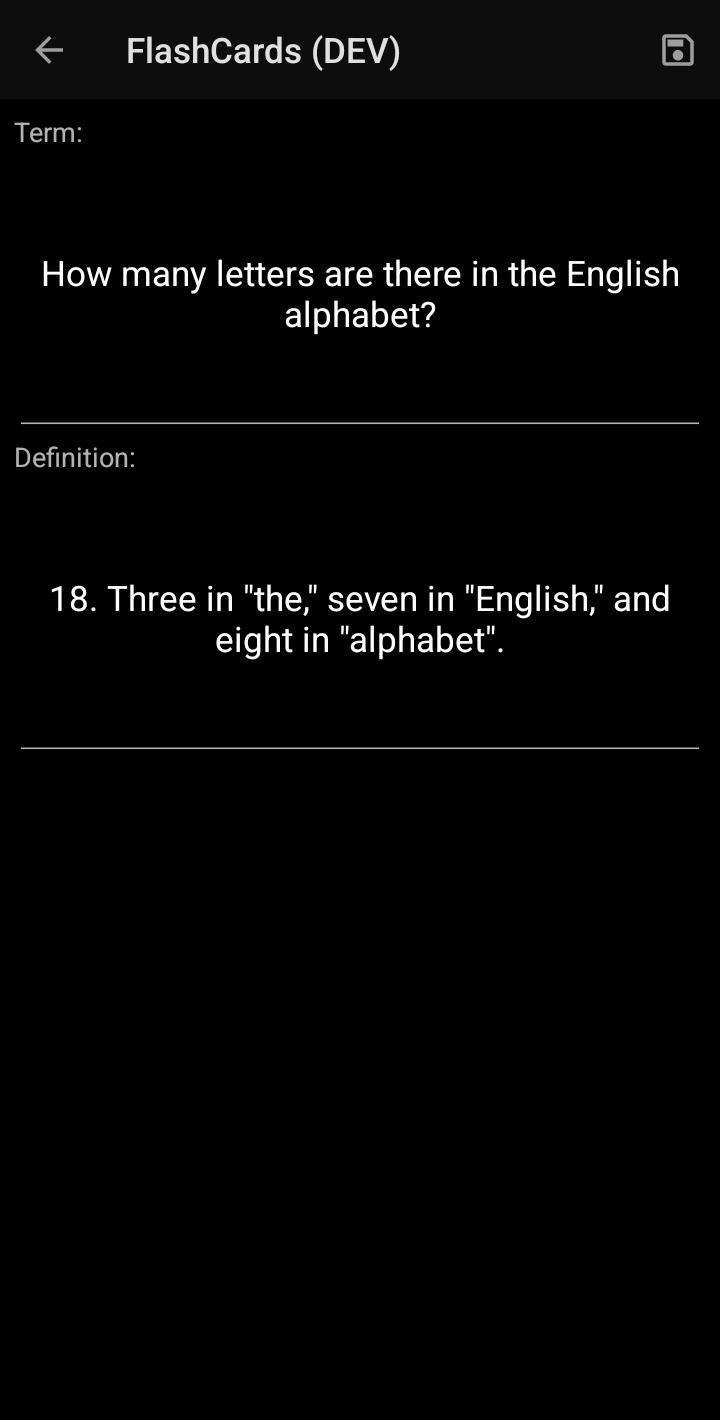 FlashCards (DEV)
Term:
How many letters are there in the English
alphabet?
Definition:
18. Three in "the," seven in "English," and
eight in "alphabet".